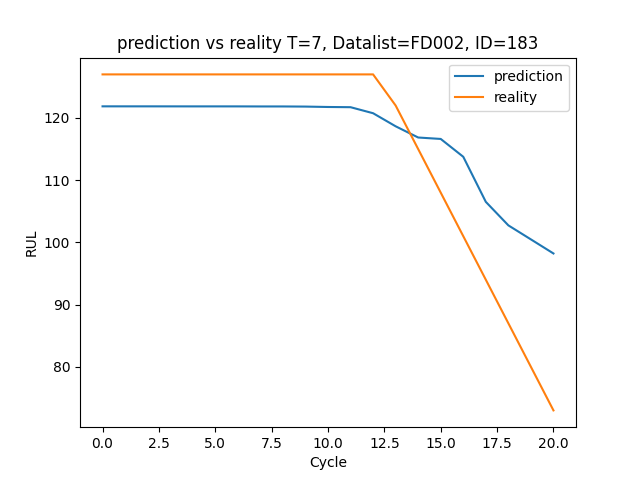 prediction vs reality T=7, Datalist=FD002, ID=183
prediction
reality
RUL
120
110
100
90
80
0.0 2.5 5.0 7.5 10.0 12.5 15.0 17.5 20.0
Cycle